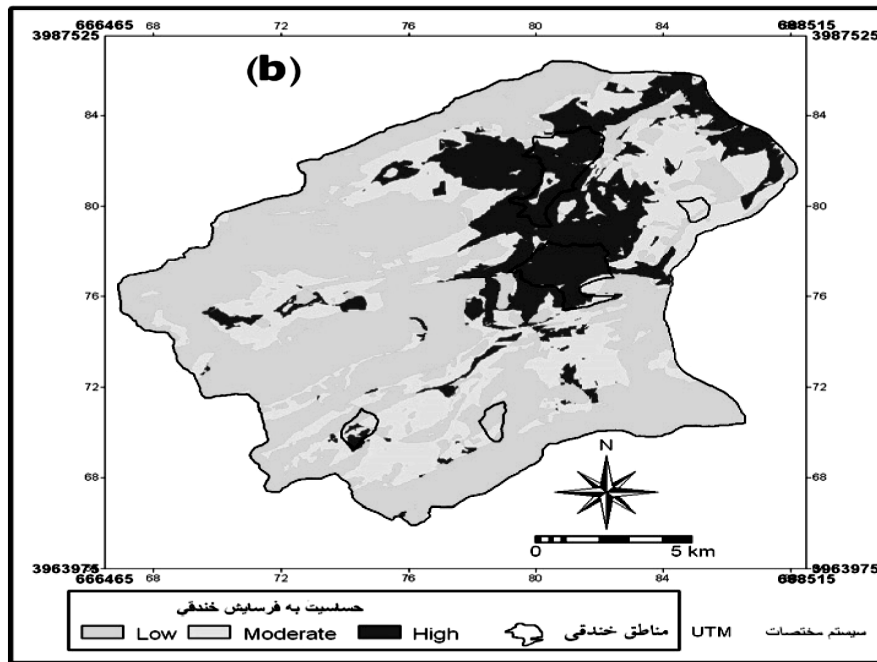 666465 68 72 76 80 84 688515
3987525 3987525
(b)
84 84
80 80
76 76
72 72
68 68
N
0 5 km
3963975 3963975
666465 68 72 76 80 84 688515
حساسیت به فرسایش خندقی
Low Moderate High مناطق خندقی UTM سیستم مختصات